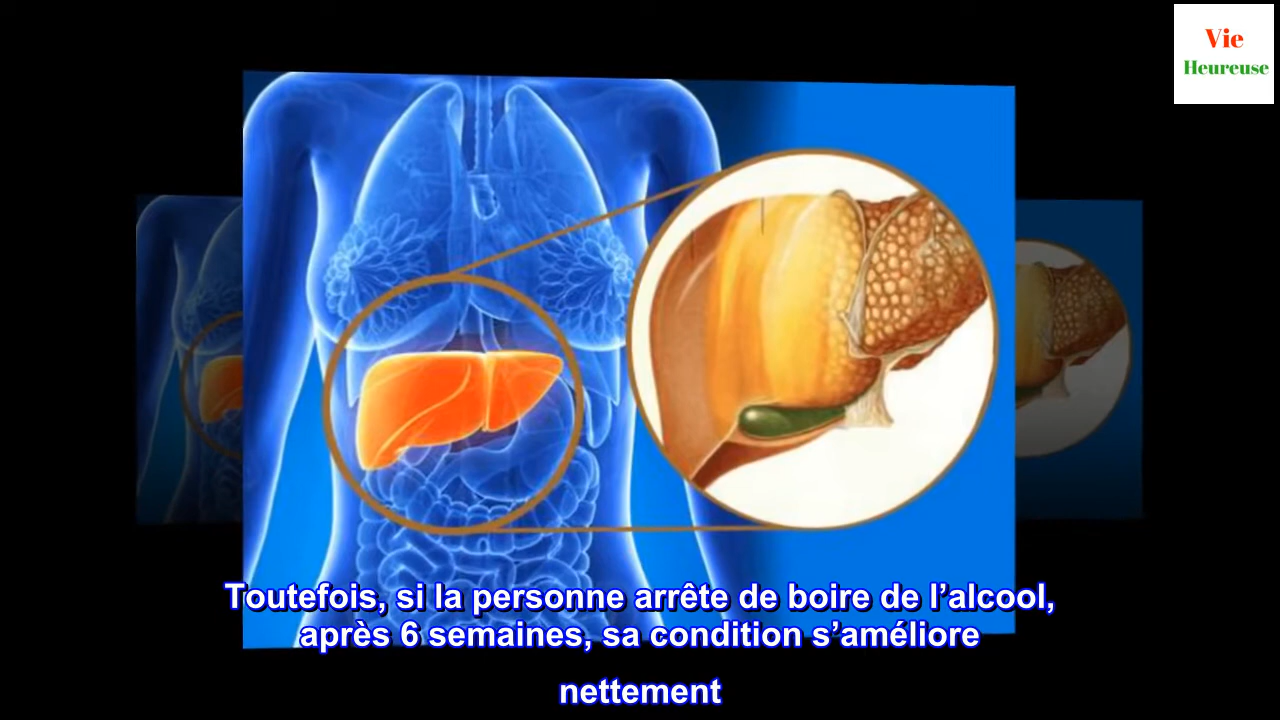 Vie
Heureuse
Toutefois, si la personne arrête de boire de l’alcool,
après 6 semaines, sa condition s’améliore
nettement